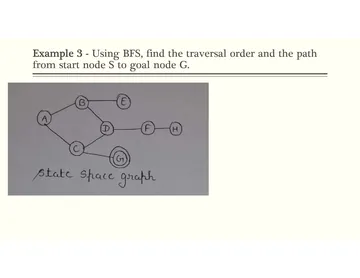 Example 3 - Using BFS, find the traversal order and the path
from start node S to goal node G.
B E
A
D F H
C
G
State space graph